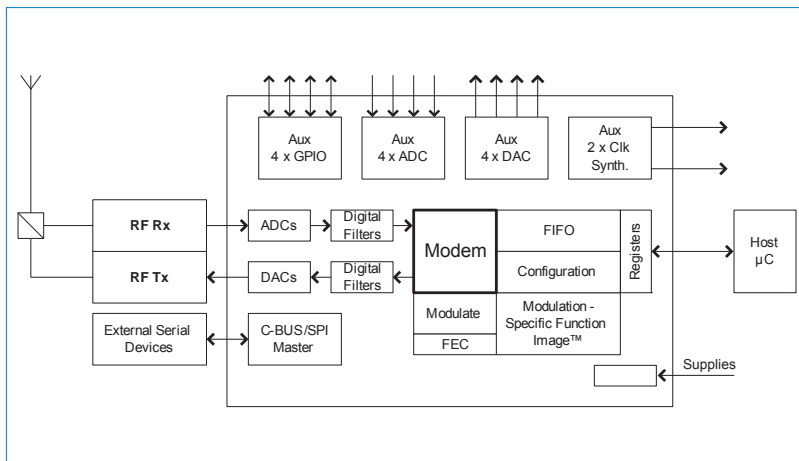 Aux
4 x GPIO
Aux
4 x ADC
Aux
4 x DAC
Aux
2 x Clk
Synth.
RF Rx
ADCs
Digital
Filters
Modem
FIFO
Registers
Host
µC
RF Tx
DACs
Digital
Filters
Configuration
External Serial
Devices
C-BUS/SPI
Master
Modulate
FEC
Modulation -
Specific Function
Image™
Supplies